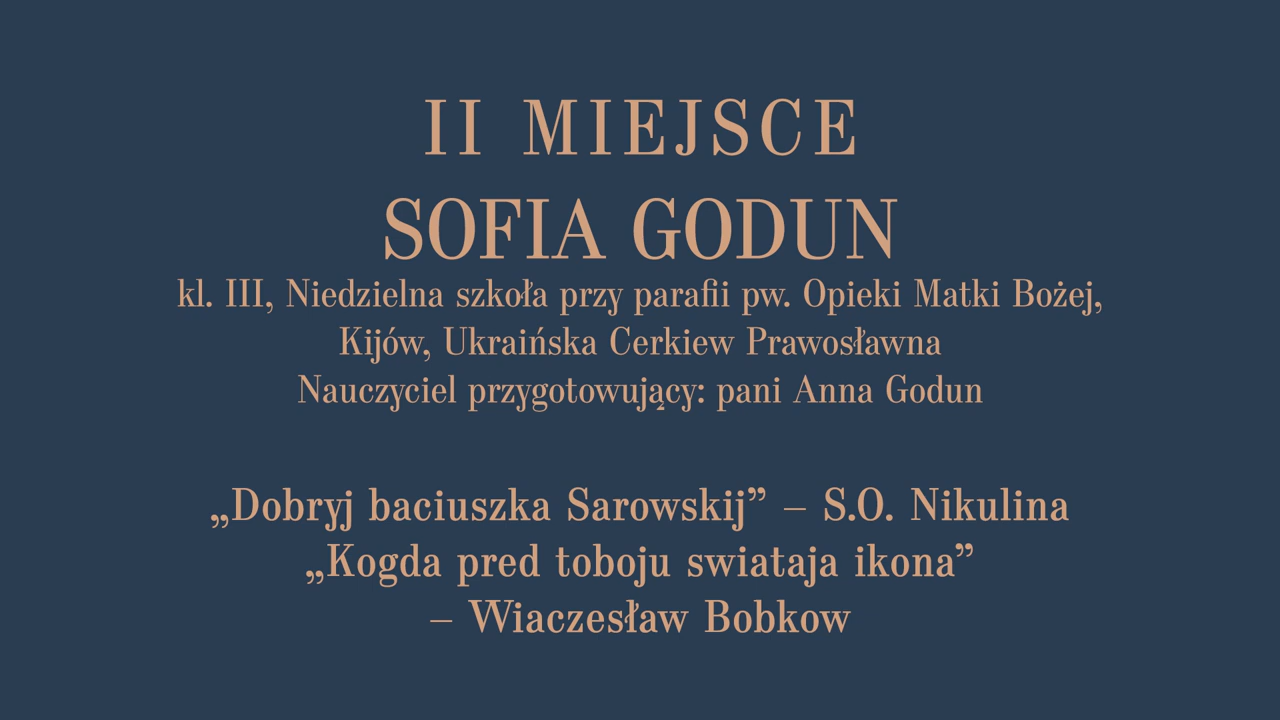 II MIEJSCE
SOFIA GODUN
kl. III, Niedzielna szkoła przy parafii pw. Opieki Matki Bożej,
Kijów, Ukraińska Cerkiew Prawosławna
Nauczyciel przygotowujący: pani Anna Godun
„Dobryj baciuszka Sarowskij” – S.O. Nikulina
„Kogda pred toboju swiataja ikona”
– Wiaczesław Bobkow